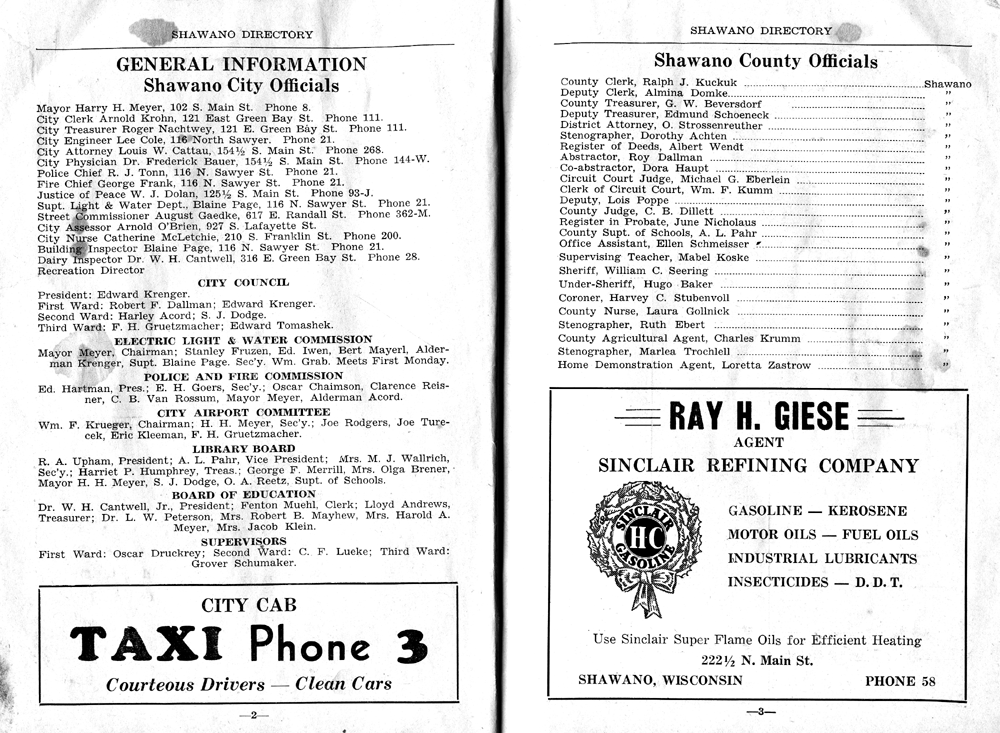 SHAWANO DIRECTORY
GENERAL INFORMATION
Shawano City Officials
Mayor Harry H. Meyer, 102 S. Main St. Phone 8.
City Clerk Arnold Krohn, 121 East Green Bay St. Phone 111.
City Treasurer Roger Nachtwey, 121 E. Green Bay St. Phone 111.
City Engineer Lee Cole, 116 North Sawyer. Phone 21.
City Attorney Louis W. Cattau, 154½ S. Main St. Phone 268.
City Physician Dr. Frederick Bauer, 154½ S. Main St. Phone 144-W.
Police Chief R. J. Tonn, 116 N. Sawyer St. Phone 21.
Fire Chief George Frank, 116 N. Sawyer St. Phone 21.
Justice of Peace W. J. Dolan, 125½ S. Main St. Phone 93-J.
Supt. Light & Water Dept., Blaine Page, 116 N. Sawyer St. Phone 21.
Street Commissioner August Gaedke, 617 E. Randall St. Phone 362-M.
City Assessor Arnold O'Brien, 927 S. Lafayette St.
City Nurse Catherine McLetchie, 210 S. Franklin St. Phone 200.
Building Inspector Blaine Page, 116 N. Sawyer St. Phone 21.
Dairy Inspector Dr. W. H. Cantwell, 316 E. Green Bay St. Phone 28.
Recreation Director
CITY COUNCIL
President: Edward Krenger.
First Ward: Robert F. Dallman; Edward Krenger.
Second Ward: Harley Acord; S. J. Dodge.
Third Ward: F. H. Gruetzmacher; Edward Tomashek.
ELECTRIC LIGHT & WATER COMMISSION
Mayor Meyer, Chairman; Stanley Fruzen, Ed. Iwen, Bert Mayerl, Alder-
man Krenger, Supt. Blaine Page. Sec'y. Wm. Grab. Meets First Monday.
POLICE AND FIRE COMMISSION
Ed. Hartman, Pres.; E. H. Goers, Sec'y.; Oscar Chaimson, Clarence Reis-
ner, C. B. Van Rossum, Mayor Meyer, Alderman Acord.
CITY AIRPORT COMMITTEE
Wm. F. Krueger, Chairman; H. H. Meyer, Sec'y.; Joe Rodgers, Joe Ture-
cek, Eric Kleeman, F. H. Gruetzmacher.
LIBRARY BOARD
R. A. Upham, President; A. L. Pahr, Vice President; Mrs. M. J. Wallrich,
Sec'y.; Harriet P. Humphrey, Treas.; George F. Merrill, Mrs. Olga Brener,
Mayor H. H. Meyer, S. J. Dodge, O. A. Reetz, Supt. of Schools.
BOARD OF EDUCATION
Dr. W. H. Cantwell, Jr., President; Fenton Muehl, Clerk; Lloyd Andrews,
Treasurer; Dr. L. W. Peterson, Mrs. Robert B. Mayhew, Mrs. Harold A.
Meyer, Mrs. Jacob Klein.
SUPERVISORS
First Ward: Oscar Druckrey; Second Ward: C. F. Lueke; Third Ward:
Grover Schumaker.
CITY CAB
TAXI Phone 3
Courteous Drivers — Clean Cars
—2—
SHAWANO DIRECTORY
Shawano County Officials
County Clerk, Ralph J. Kuckuk ........ Shawano
Deputy Clerk, Almina Domke ........ "
County Treasurer, G. W. Beversdorf ........ "
Deputy Treasurer, Edmund Schoeneck ........ "
District Attorney, O. Strossenreuther ........ "
Stenographer, Dorothy Achten ........ "
Register of Deeds, Albert Wendt ........ "
Abstractor, Roy Dallman ........ "
Co-abstractor, Dora Haupt ........ "
Circuit Court Judge, Michael G. Eberlein ........ "
Clerk of Circuit Court, Wm. F. Kumm ........ "
Deputy, Lois Poppe ........ "
County Judge, C. B. Dillett ........ "
Register in Probate, June Nicholaus ........ "
County Supt. of Schools, A. L. Pahr ........ "
Office Assistant, Ellen Schmeisser ........ "
Supervising Teacher, Mabel Koske ........ "
Sheriff, William C. Seering ........ "
Under-Sheriff, Hugo Baker ........ "
Coroner, Harvey C. Stubenvoll ........ "
County Nurse, Laura Gollnick ........ "
Stenographer, Ruth Ebert ........ "
County Agricultural Agent, Charles Krumm ........ "
Stenographer, Marlea Trochlell ........ "
Home Demonstration Agent, Loretta Zastrow ........ "
RAY H. GIESE
AGENT
SINCLAIR REFINING COMPANY
SINCLAIR
HC
GASOLINE
GASOLINE — KEROSENE
MOTOR OILS — FUEL OILS
INDUSTRIAL LUBRICANTS
INSECTICIDES — D. D. T.
Use Sinclair Super Flame Oils for Efficient Heating
222½ N. Main St.
SHAWANO, WISCONSIN PHONE 58
—3—